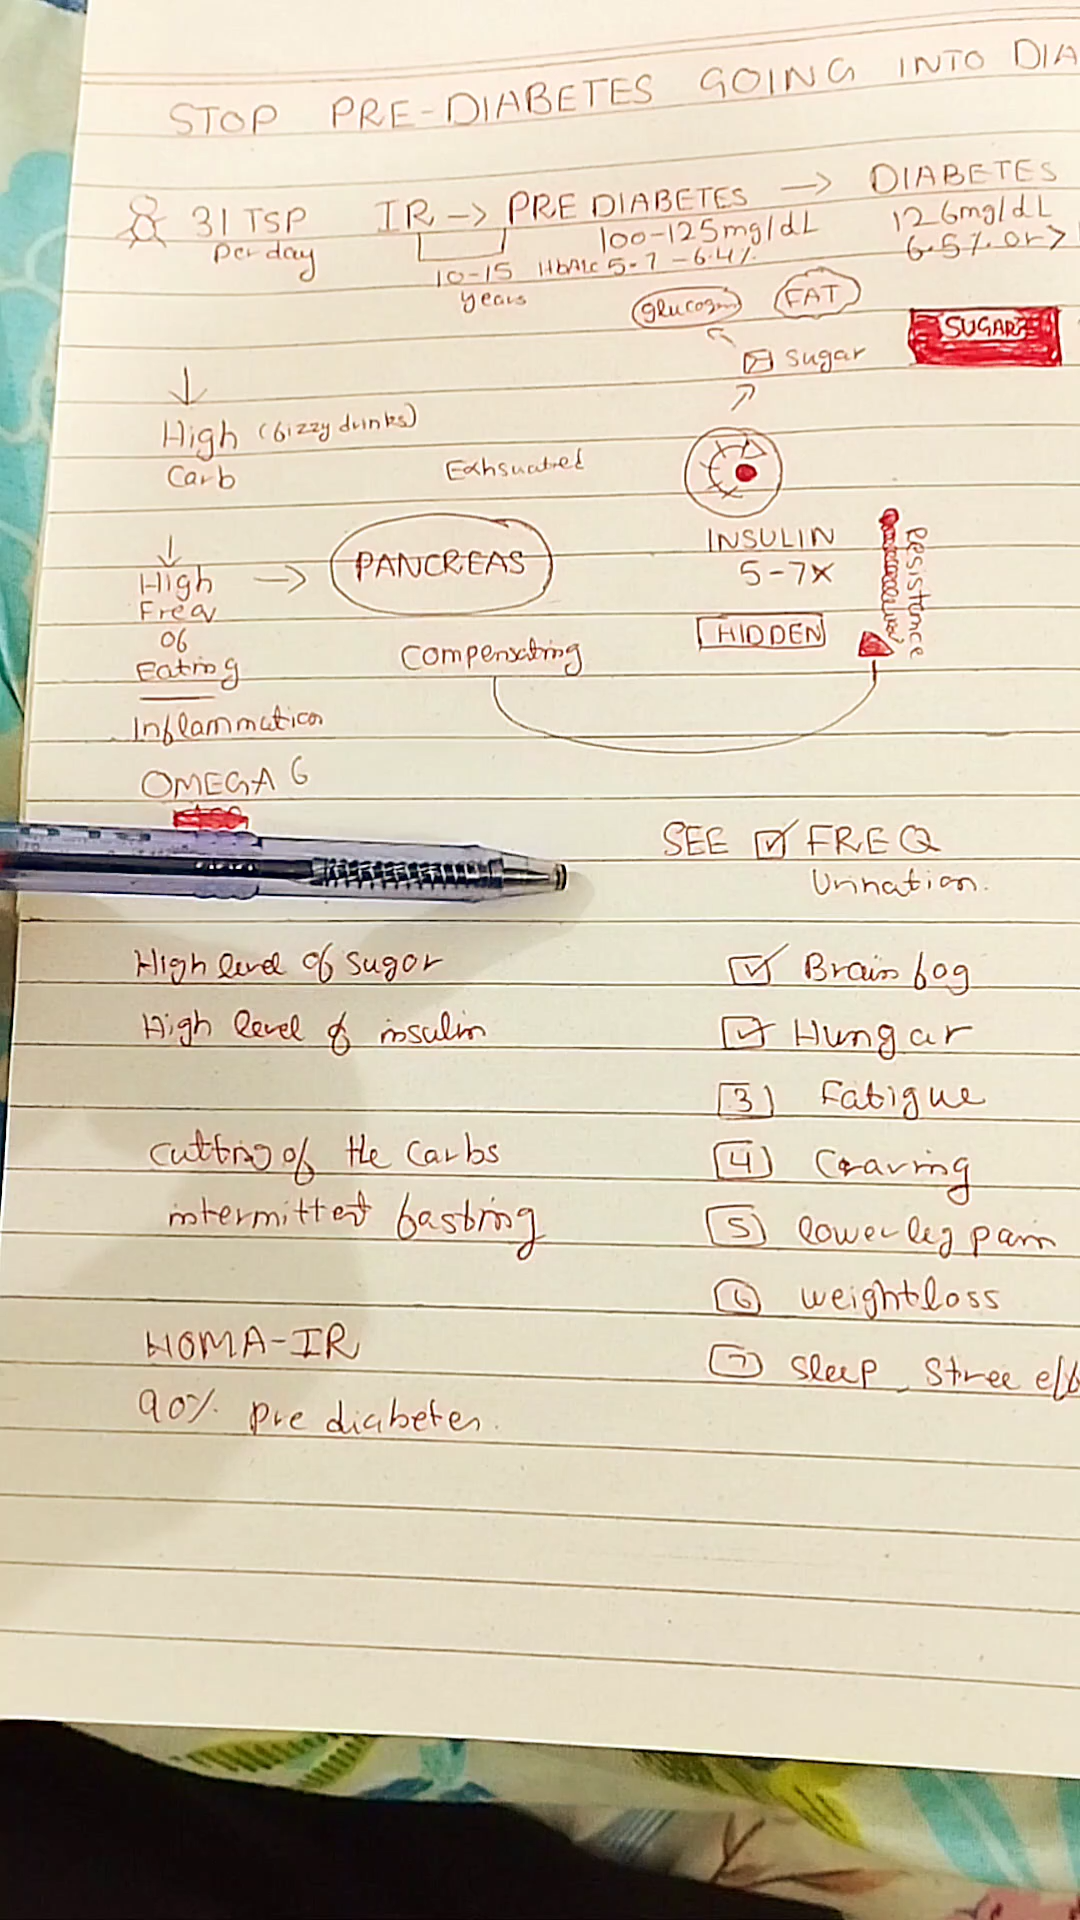 STOP PRE-DIABETES GOING INTO DIA
31 TSP
Per day
IR → PRE DIABETES → DIABETES
100-125mg/dL
126mg/dL
10-15
years
HbA1c 5-7-6.4%.
6.5%. or >
glucogen
FAT
SUGAR
Sugar
High (fizzy drinks)
Carb
Exhsuated
High
Freq
Of
Eating
→
PANCREAS
INSULIN
5-7x
HIDDEN
Resistence
Compensating
Inflammation
OMEGA 6
SEE ☑ FREQ
Urination.
High level of sugar
☑ Brain fog
High level of insulin
☑ Hungar
3 Fatigue
Cutting of the Carbs
4 Craving
intermittent fasting
5 lower leg pain
6 weightloss
HOMA-IR
7 Sleep, Stree
90%. Pre diabetes.